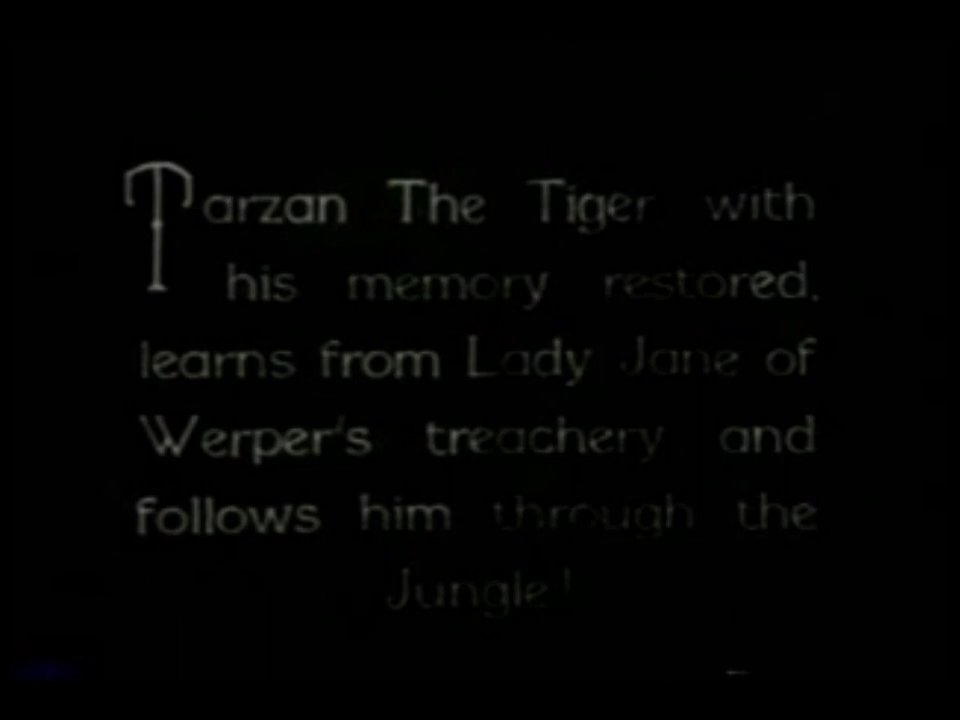 Tarzan The Tiger with
his memory restored,
learns from Lady Jane of
Werper's treachery and
follows him through the
Jungle!